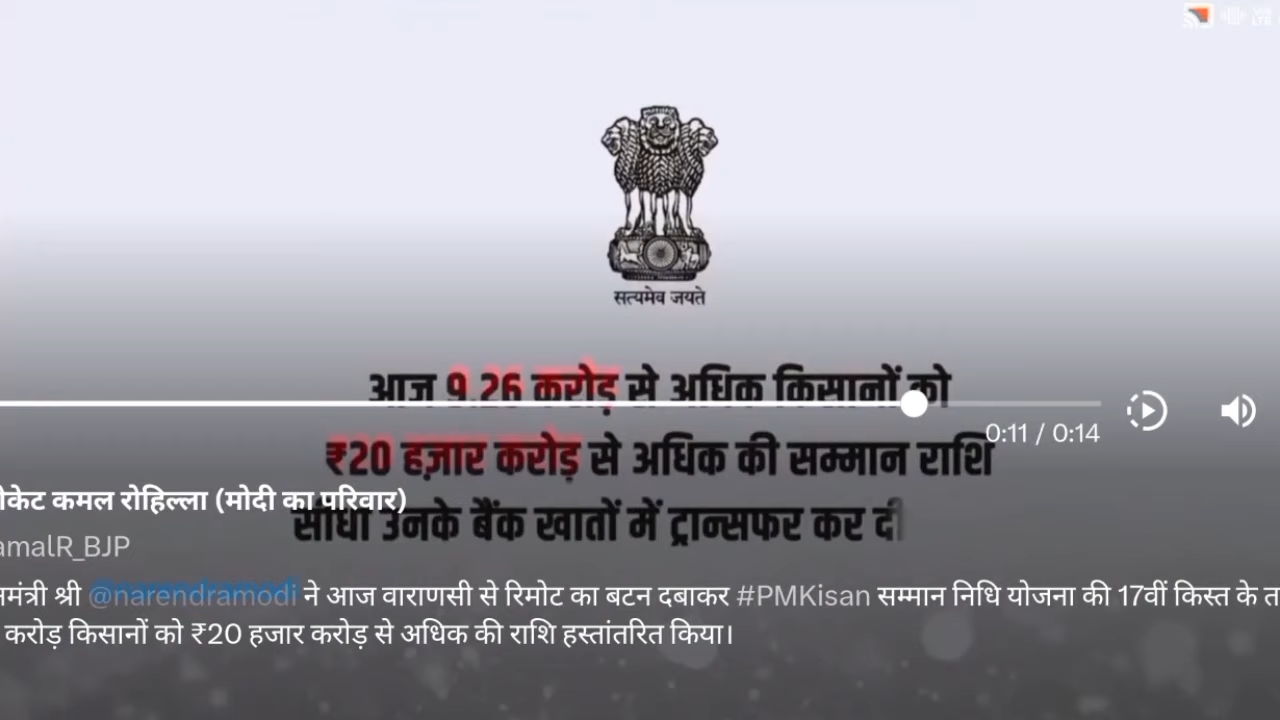 सत्यमेव जयते
आज 9.26 करोड़ से अधिक किसानों को
₹20 हज़ार करोड़ से अधिक की सम्मान राशि
0:11 / 0:14
सीधा उनके बैंक खातों में ट्रान्सफर कर दी
केट कमल रोहिल्ला (मोदी का परिवार)
amalR_BJP
मंत्री श्री @narendramodi ने आज वाराणसी से रिमोट का बटन दबाकर #PMKisan सम्मान निधि योजना की 17वीं किस्त के
करोड़ किसानों को ₹20 हजार करोड़ से अधिक की राशि हस्तांतरित किया।